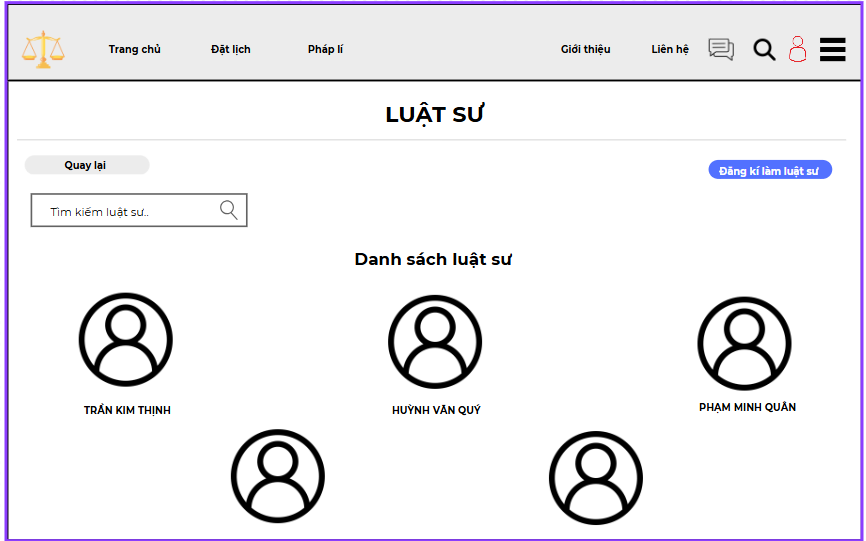 Trang chủ
Đặt lịch
Pháp lí
Giới thiệu
Liên hệ
LUẬT SƯ
Quay lại
Đăng kí làm luật sư
Tìm kiếm luật sư..
Danh sách luật sư
TRẦN KIM THỊNH
HUỲNH VĂN QUÝ
PHẠM MINH QUÂN